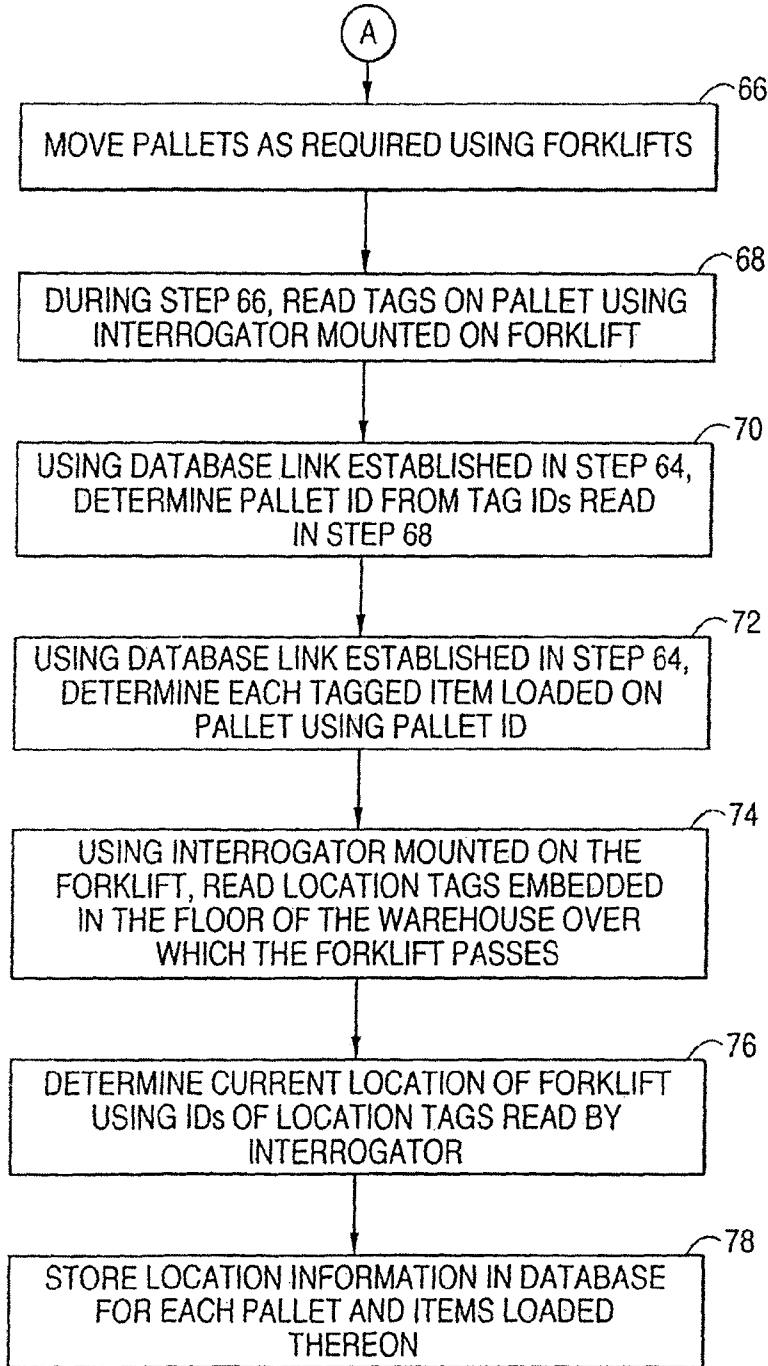 A
66
MOVE PALLETS AS REQUIRED USING FORKLIFTS
68
DURING STEP 66, READ TAGS ON PALLET USING
INTERROGATOR MOUNTED ON FORKLIFT
70
USING DATABASE LINK ESTABLISHED IN STEP 64,
DETERMINE PALLET ID FROM TAG IDs READ
IN STEP 68
72
USING DATABASE LINK ESTABLISHED IN STEP 64,
DETERMINE EACH TAGGED ITEM LOADED ON
PALLET USING PALLET ID
74
USING INTERROGATOR MOUNTED ON THE
FORKLIFT, READ LOCATION TAGS EMBEDDED
IN THE FLOOR OF THE WAREHOUSE OVER
WHICH THE FORKLIFT PASSES
76
DETERMINE CURRENT LOCATION OF FORKLIFT
USING IDs OF LOCATION TAGS READ BY
INTERROGATOR
78
STORE LOCATION INFORMATION IN DATABASE
FOR EACH PALLET AND ITEMS LOADED
THEREON